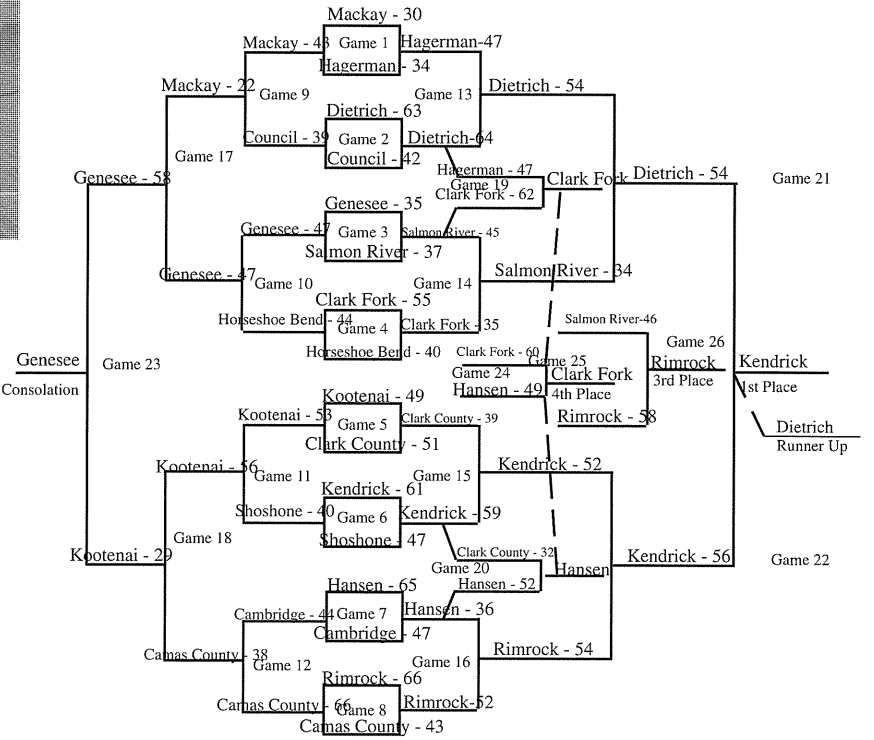 Mackay - 30
Mackay - 43
Game 1
Hagerman-47
Hagerman - 34
Mackay - 22
Game 9
Game 13
Dietrich - 54
Dietrich - 63
Council - 39
Game 2
Dietrich-64
Council - 42
Game 17
Hagerman - 47
Genesee - 58
Game 19
Clark Fork
Dietrich - 54
Game 21
Clark Fork - 62
Genesee - 35
Genesee - 47
Game 3
Salmon River - 45
Salmon River - 37
Genesee - 47
Game 10
Game 14
Salmon River - 34
Clark Fork - 55
Horseshoe Bend - 44
Game 4
Clark Fork - 35
Salmon River-46
Horseshoe Bend - 40
Clark Fork - 60
Game 25
Game 26
Genesee
Game 23
Game 24
Clark Fork
Rimrock
Kendrick
Consolation
Hansen - 49
4th Place
3rd Place
1st Place
Kootenai - 49
Kootenai - 53
Game 5
Clark County - 39
Rimrock - 58
Dietrich
Clark County - 51
Runner Up
Kootenai - 56
Game 11
Game 15
Kendrick - 52
Kendrick - 61
Shoshone - 40
Game 6
Kendrick - 59
Shoshone - 47
Game 18
Kootenai - 29
Clark County - 32
Game 20
Hansen
Kendrick - 56
Game 22
Hansen - 65
Hansen - 52
Cambridge - 44
Game 7
Hansen - 36
Cambridge - 47
Camas County - 38
Game 12
Game 16
Rimrock - 54
Rimrock - 66
Camas County - 66
Game 8
Rimrock-52
Camas County - 43